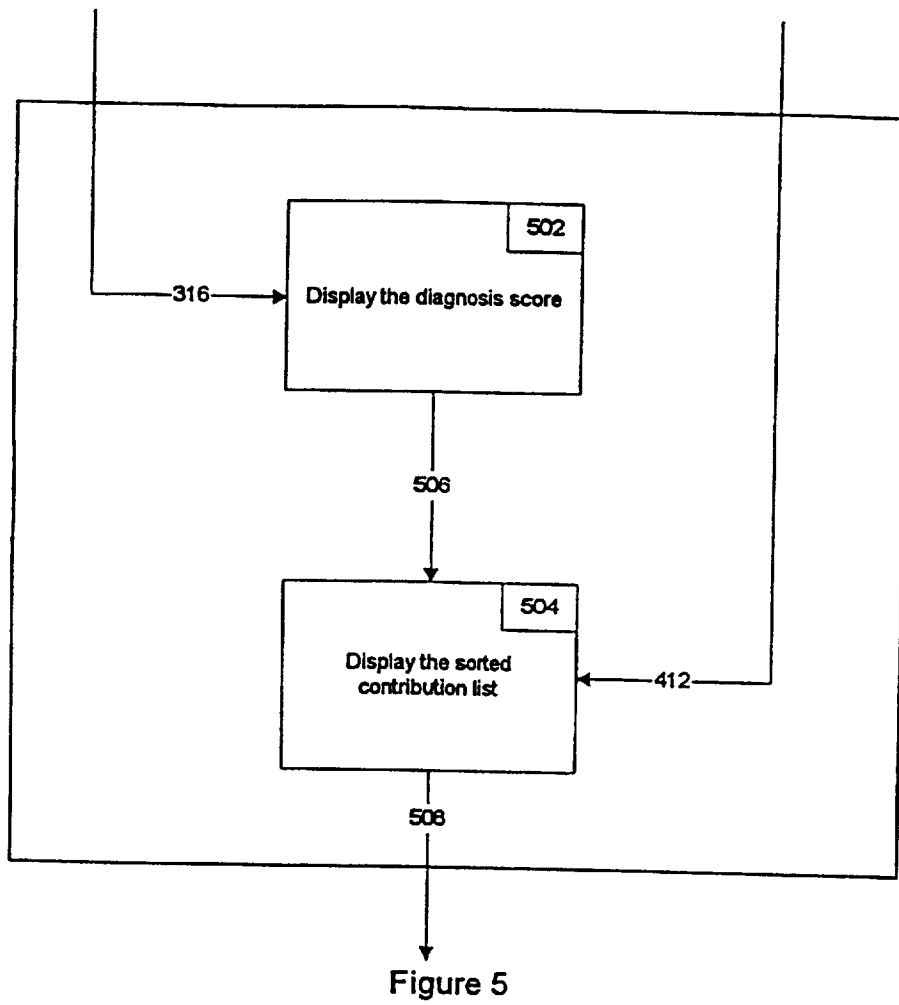 502
316
Display the diagnosis score
506
504
Display the sorted
contribution list
412
508
Figure 5